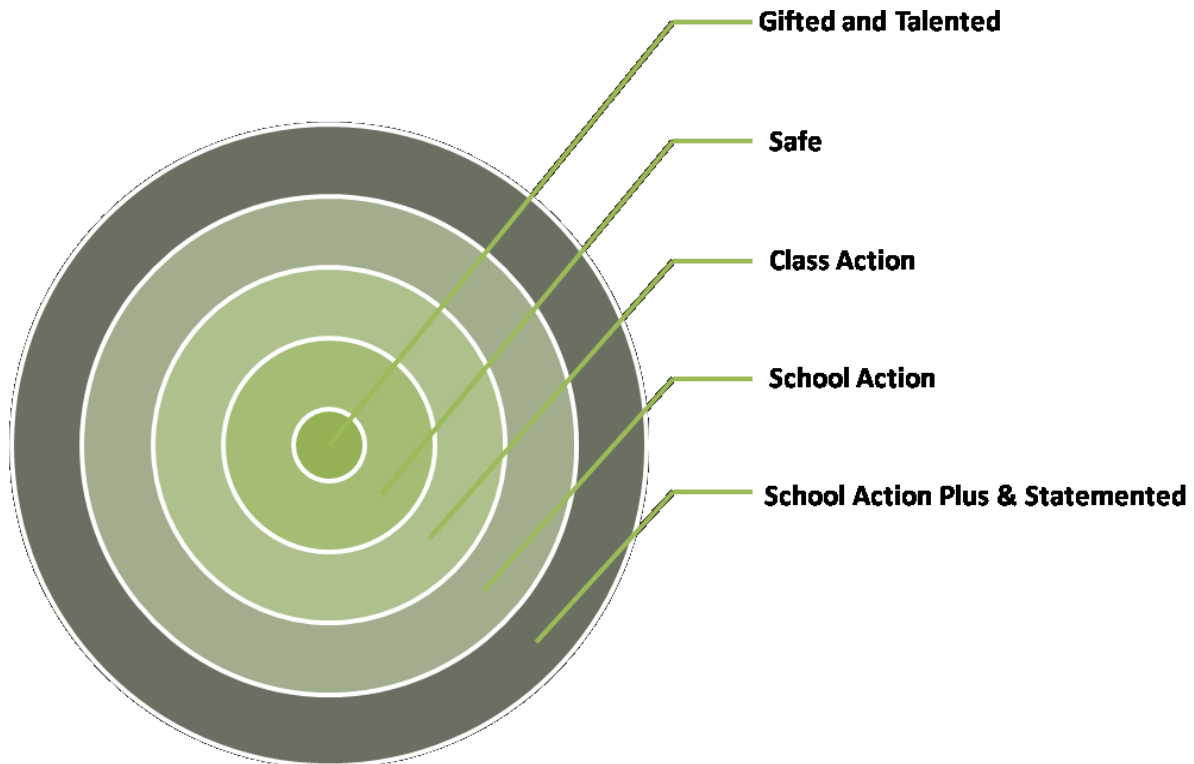 Gifted and Talented
Safe
Class Action
School Action
School Action Plus & Statemented